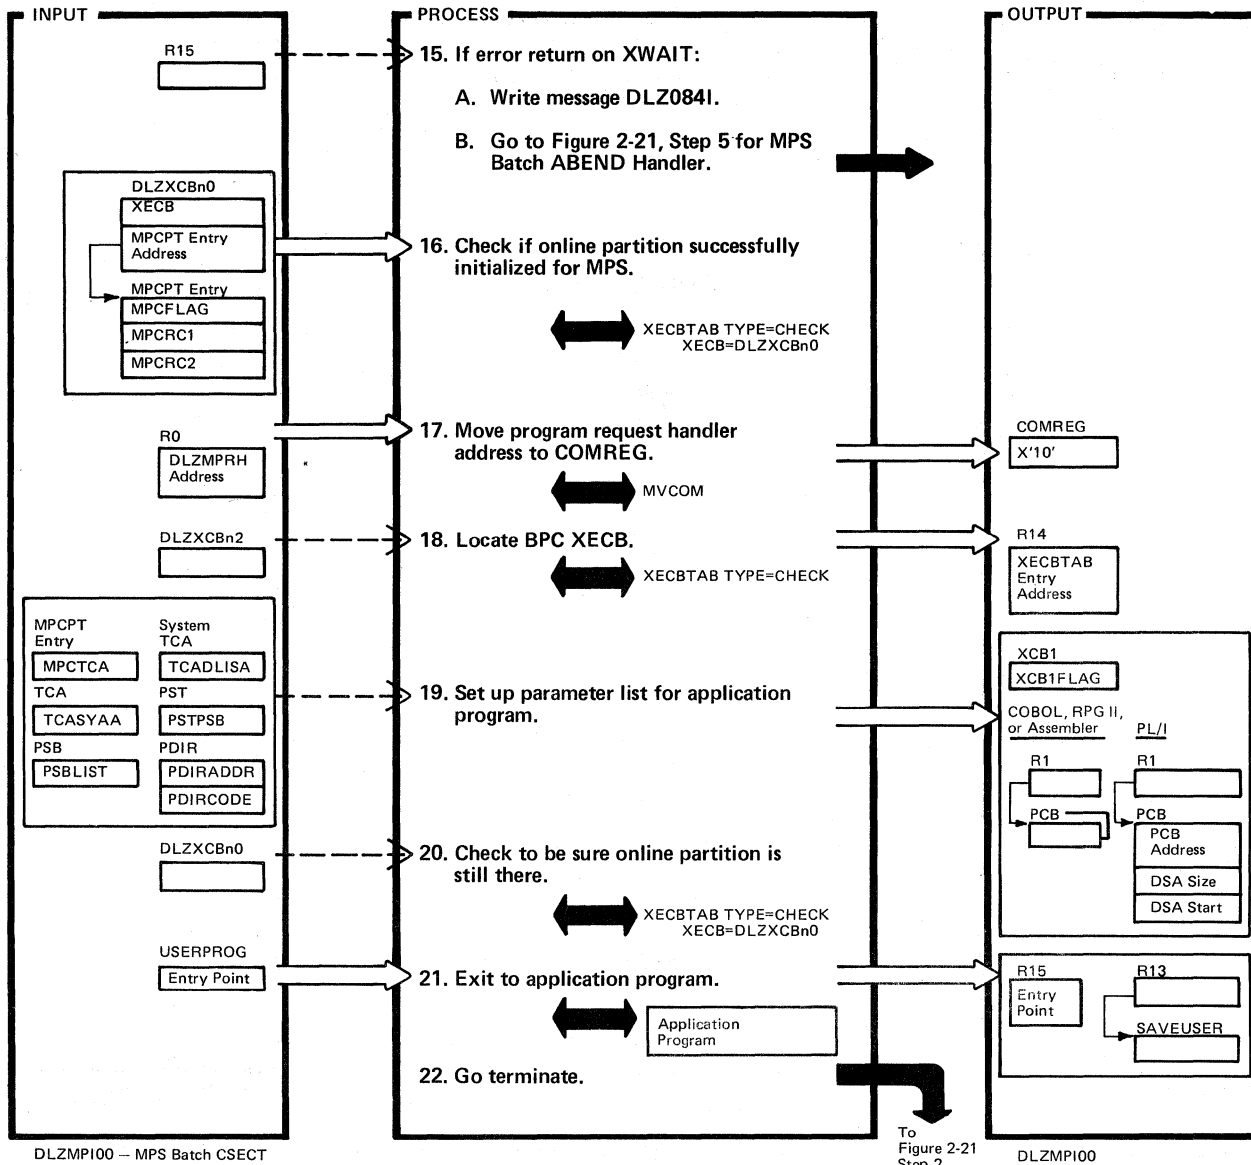 INPUT
PROCESS
OUTPUT
R15
15. If error return on XWAIT:
A. Write message DLZ084I.
B. Go to Figure 2-21, Step 5 for MPS
Batch ABEND Handler.
DLZXCBn0
XECB
MPCPT Entry
Address
MPCPT Entry
MPCFLAG
MPCRC1
MPCRC2
16. Check if online partition successfully
initialized for MPS.
XECBTAB TYPE=CHECK
XECB=DLZXCBn0
R0
DLZMPRH
Address
17. Move program request handler
address to COMREG.
MVCOM
COMREG
X'10'
DLZXCBn2
18. Locate BPC XECB.
XECBTAB TYPE=CHECK
R14
XECBTAB
Entry
Address
MPCPT
Entry
MPCTCA
System
TCA
TCADLISA
TCA
TCASYAA
PST
PSTPSB
PSB
PSBLIST
PDIR
PDIRADDR
PDIRCODE
19. Set up parameter list for application
program.
XCB1
XCB1FLAG
COBOL, RPG II,
or Assembler
PL/I
R1
R1
PCB
PCB
PCB
Address
DSA Size
DSA Start
DLZXCBn0
20. Check to be sure online partition is
still there.
XECBTAB TYPE=CHECK
XECB=DLZXCBn0
USERPROG
Entry Point
21. Exit to application program.
Application
Program
R15
Entry
Point
R13
SAVEUSER
22. Go terminate.
To
Figure 2-21
Step 2
DLZMPI00 – MPS Batch CSECT
DLZMPI00